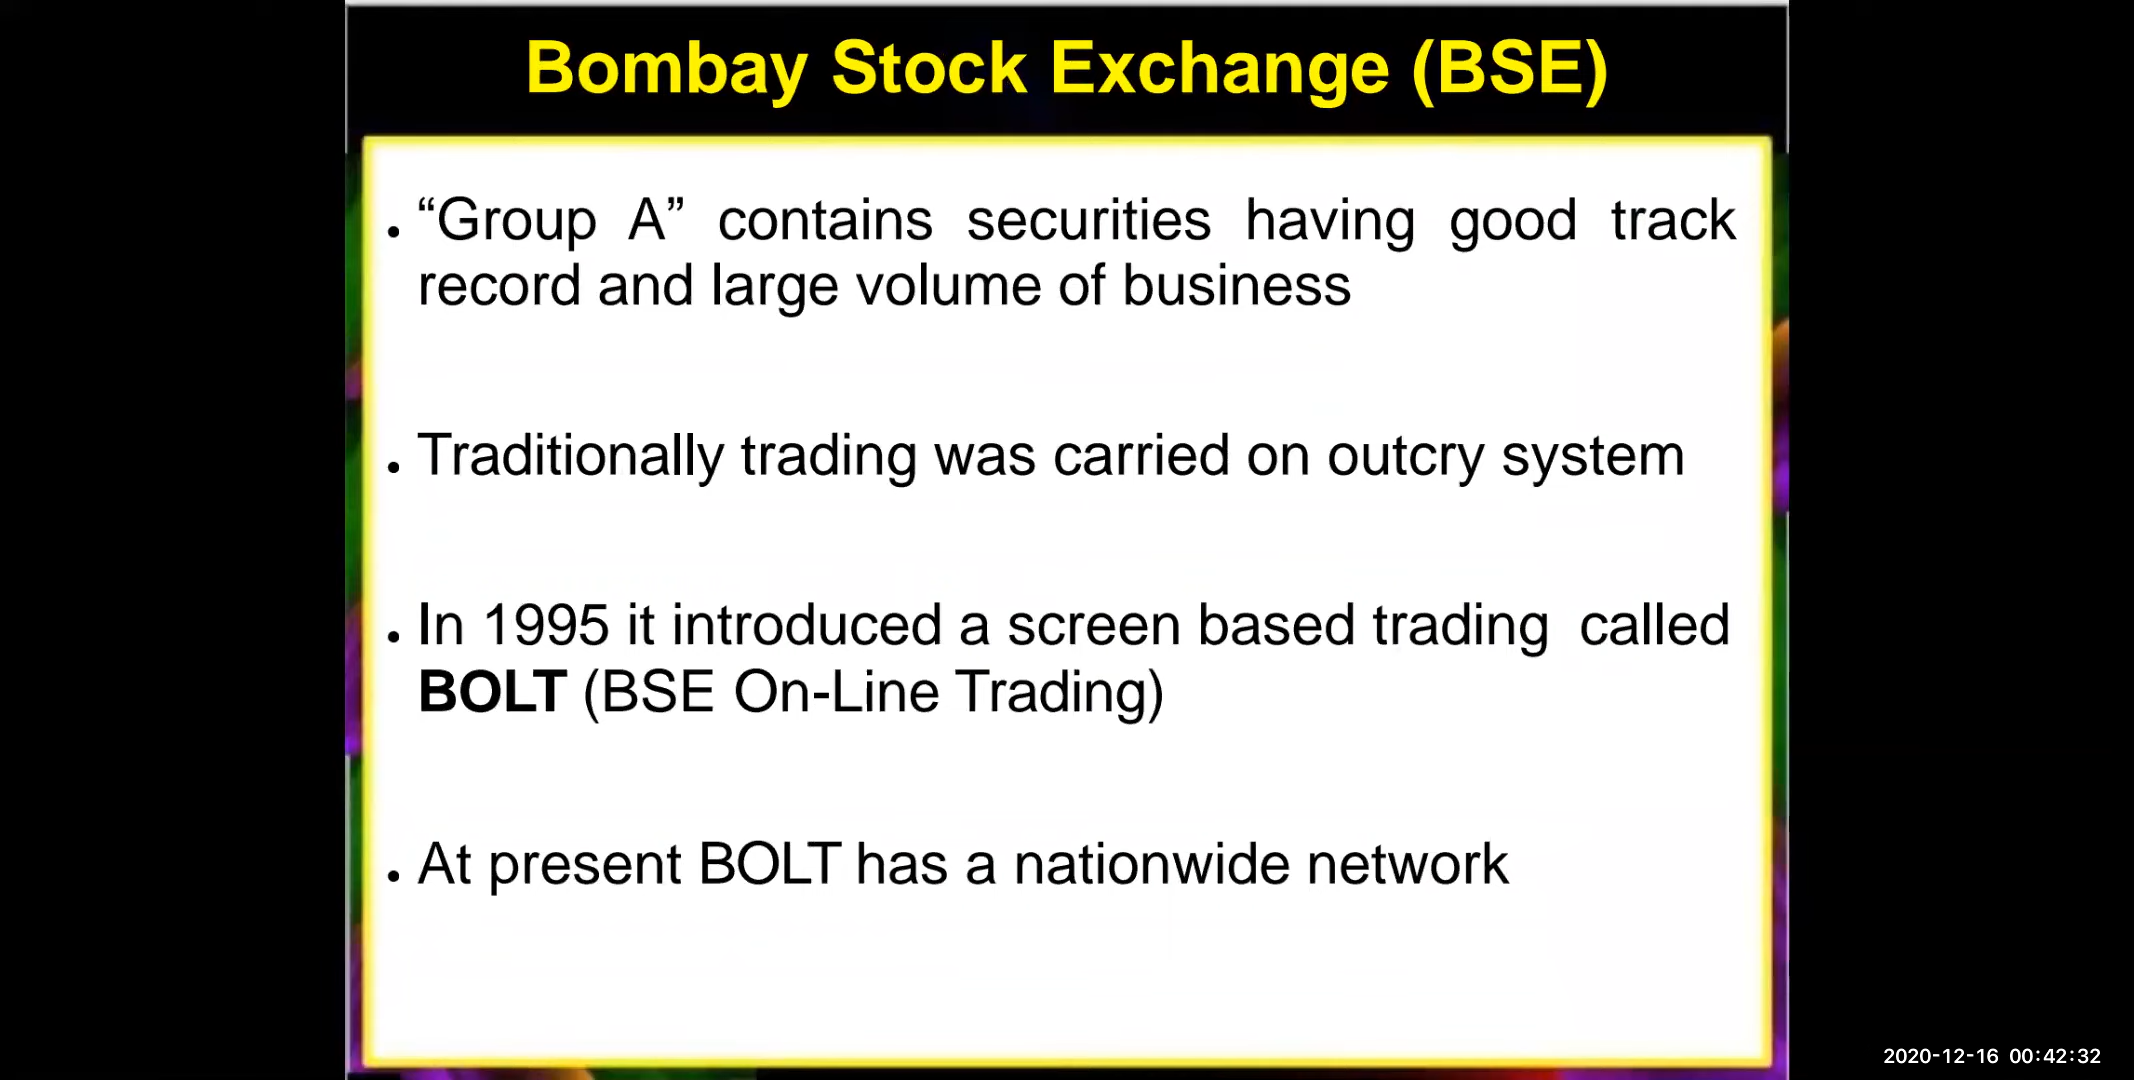 Bombay Stock Exchange (BSE)
• “Group A” contains securities having good track
record and large volume of business
• Traditionally trading was carried on outcry system
• In 1995 it introduced a screen based trading called
BOLT (BSE On-Line Trading)
• At present BOLT has a nationwide network
2020-12-16 00:42:32